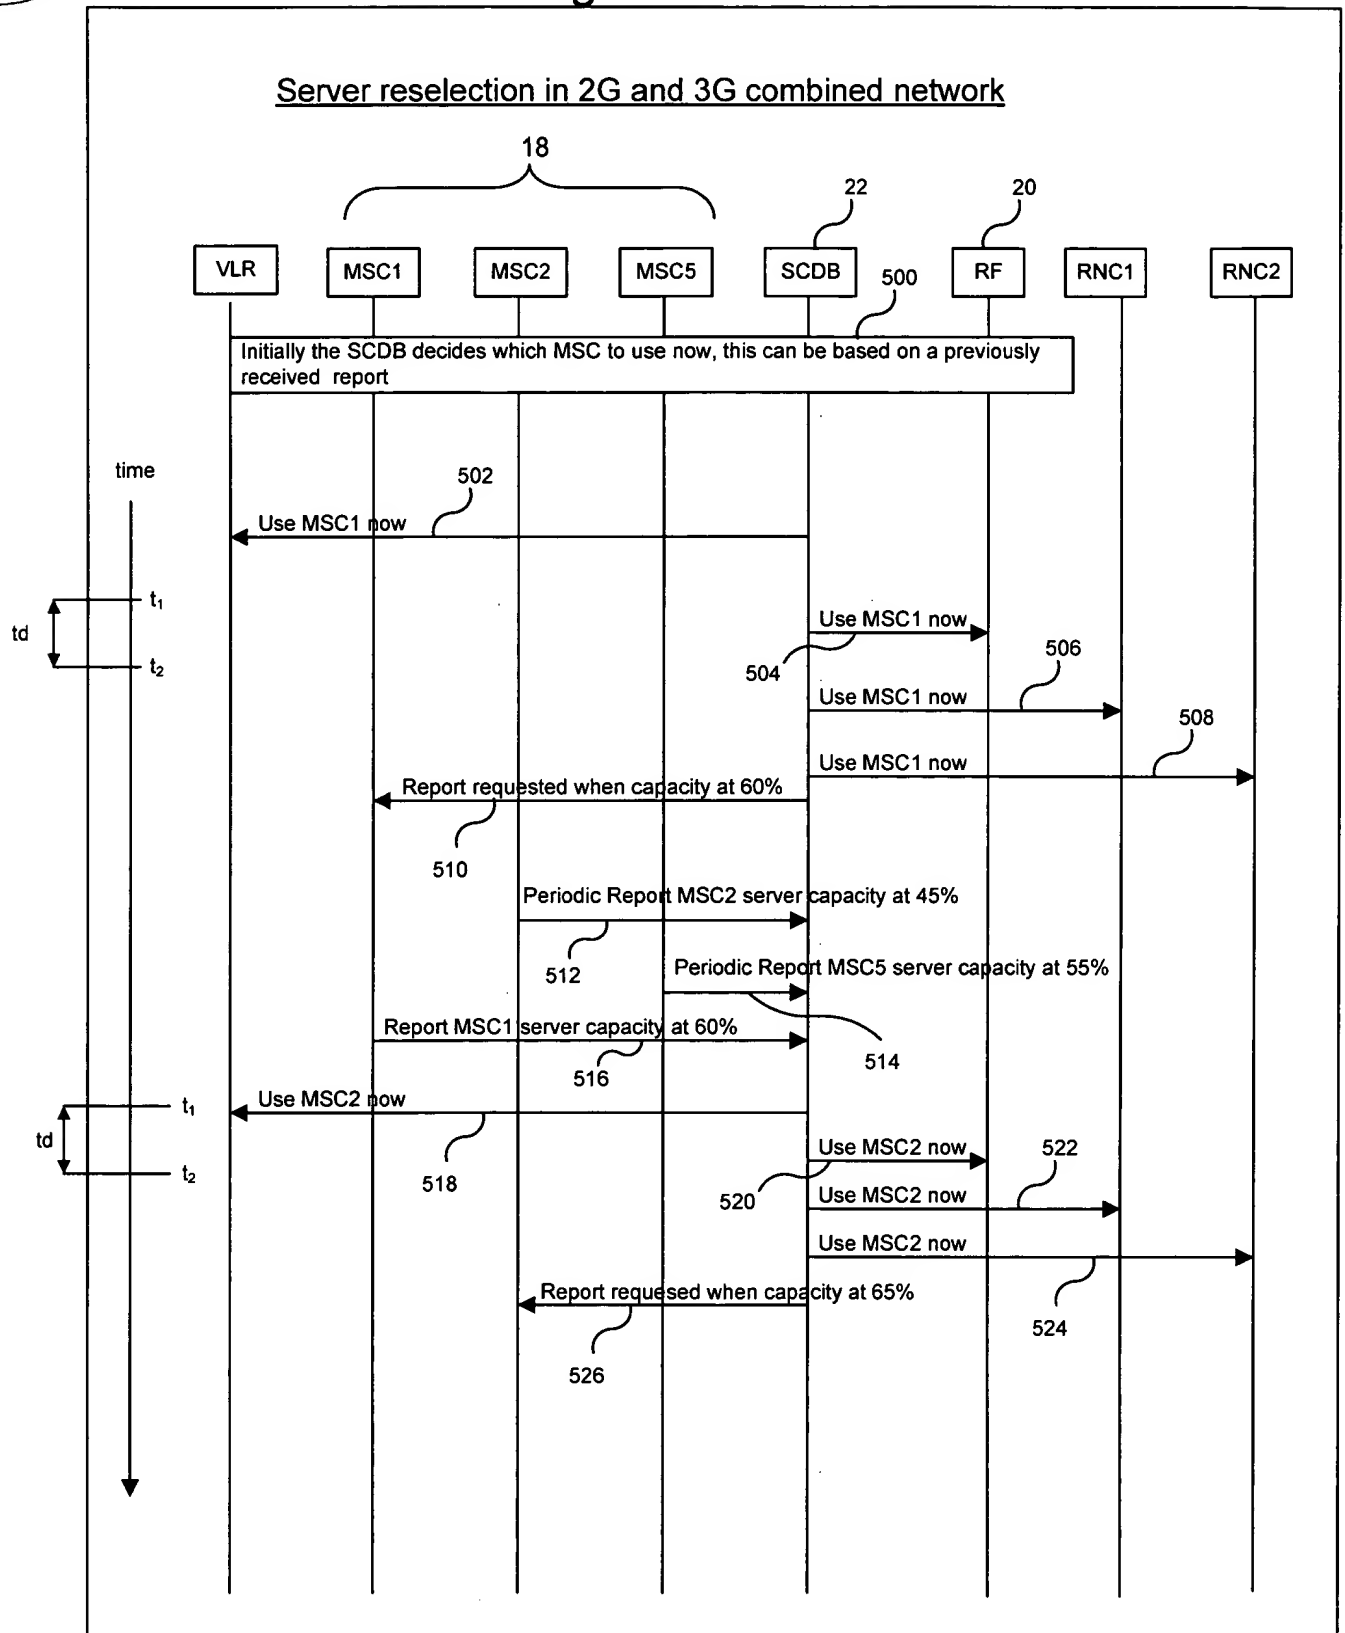 Server reselection in 2G and 3G combined network
18
22
20
VLR
MSC1
MSC2
MSC5
SCDB
RF
RNC1
RNC2
500
Initially the SCDB decides which MSC to use now, this can be based on a previously
received report
time
502
Use MSC1 now
t1
td
t2
Use MSC1 now
504
506
Use MSC1 now
508
Use MSC1 now
Report requested when capacity at 60%
510
Periodic Report MSC2 server capacity at 45%
512
Periodic Report MSC5 server capacity at 55%
514
Report MSC1 server capacity at 60%
516
t1
td
t2
Use MSC2 now
518
Use MSC2 now
520
522
Use MSC2 now
Use MSC2 now
524
Report requesed when capacity at 65%
526